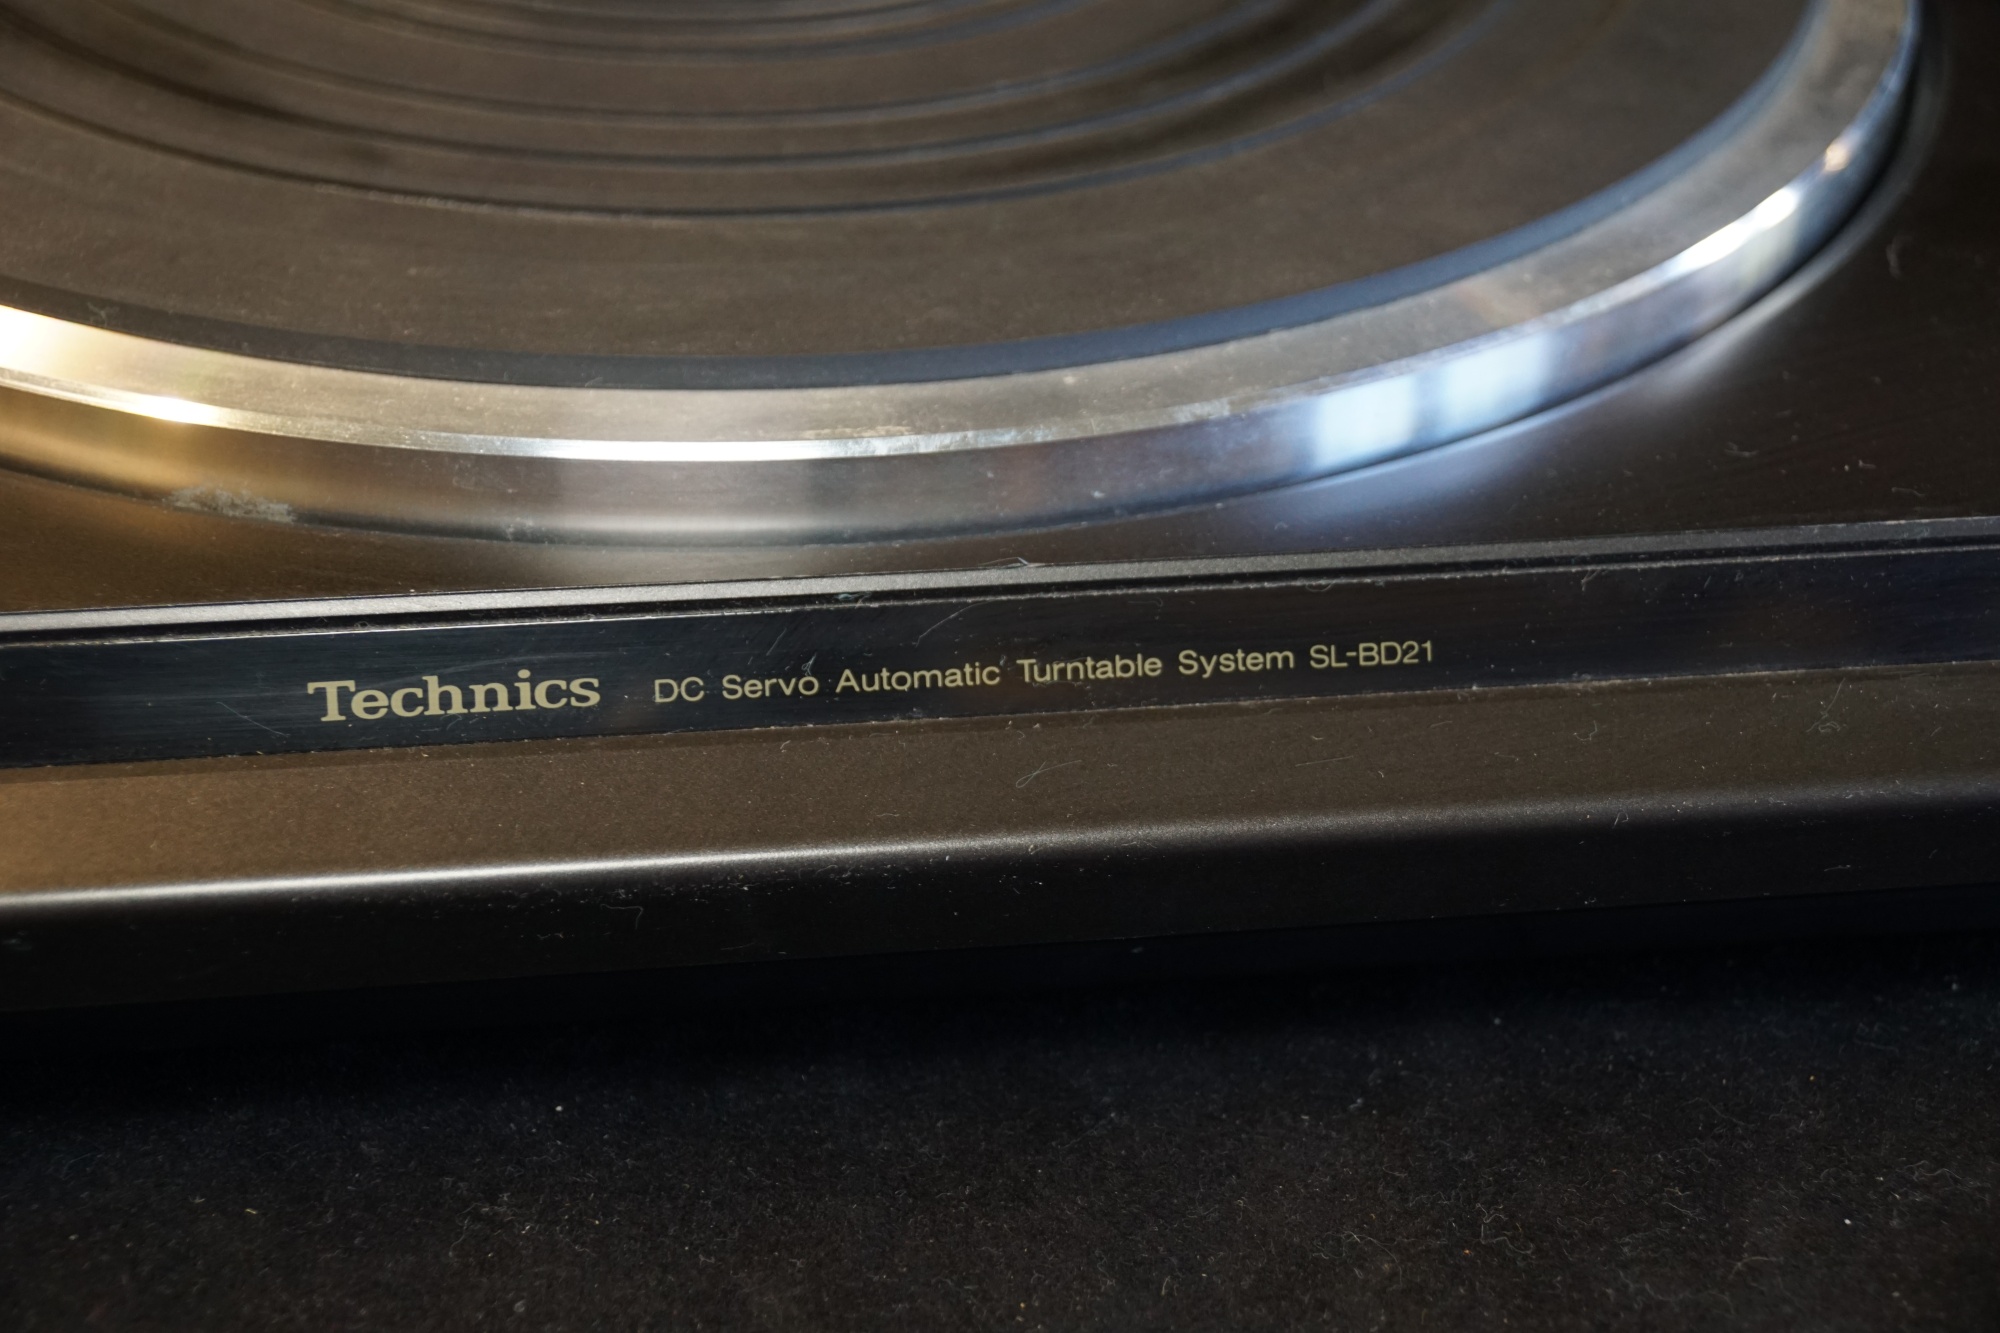 Technics DC Servo Automatic Turntable System SL-BD21